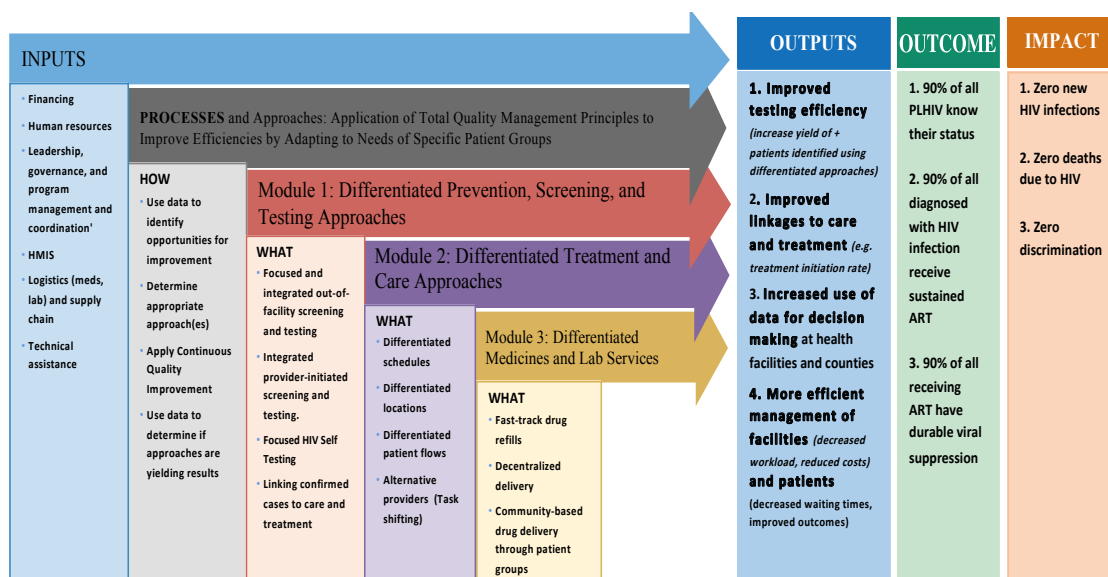 INPUTS
• Financing
• Human resources
• Leadership,
governance, and
program
management and
coordination'
• HMIS
• Logistics (meds,
lab) and supply
chain
• Technical
assistance
PROCESSES and Approaches: Application of Total Quality Management Principles to
Improve Efficiencies by Adapting to Needs of Specific Patient Groups
HOW
• Use data to
identify
opportunities for
improvement
• Determine
appropriate
approach(es)
• Apply Continuous
Quality
Improvement
• Use data to
determine if
approaches are
yielding results
Module 1: Differentiated Prevention, Screening, and
Testing Approaches
WHAT
• Focused and
integrated out-of-
facility screening
and testing
• Integrated
provider-initiated
screening and
testing.
• Focused HIV Self
Testing
• Linking confirmed
cases to care and
treatment
Module 2: Differentiated Treatment and
Care Approaches
WHAT
• Differentiated
schedules
• Differentiated
locations
• Differentiated
patient flows
• Alternative
providers (Task
shifting)
Module 3: Differentiated
Medicines and Lab Services
WHAT
• Fast-track drug
refills
• Decentralized
delivery
• Community-based
drug delivery
through patient
groups
OUTPUTS
1. Improved
testing efficiency
(increase yield of +
patients identified using
differentiated approaches)
2. Improved
linkages to care
and treatment (e.g.
treatment initiation rate)
3. Increased use of
data for decision
making at health
facilities and counties
4. More efficient
management of
facilities (decreased
workload, reduced costs)
and patients
(decreased waiting times,
improved outcomes)
OUTCOME
1. 90% of all
PLHIV know
their status
2. 90% of all
diagnosed
with HIV
infection
receive
sustained
ART
3. 90% of all
receiving
ART have
durable viral
suppression
IMPACT
1. Zero new
HIV infections
2. Zero deaths
due to HIV
3. Zero
discrimination